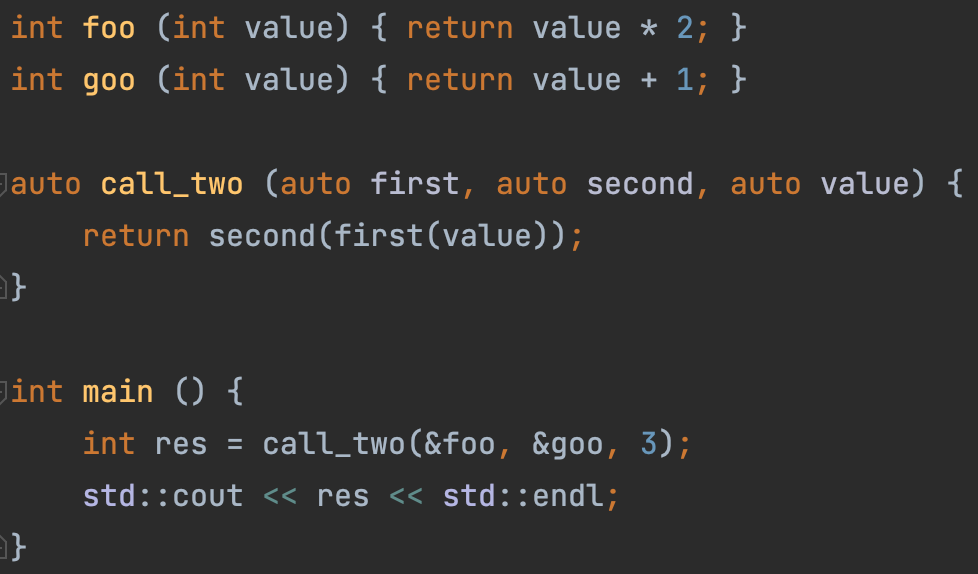 int foo (int value) { return value * 2; }
int goo (int value) { return value + 1; }
auto call_two (auto first, auto second, auto value) {
    return second(first(value));
}
int main () {
    int res = call_two(&foo, &goo, 3);
    std::cout << res << std::endl;
}